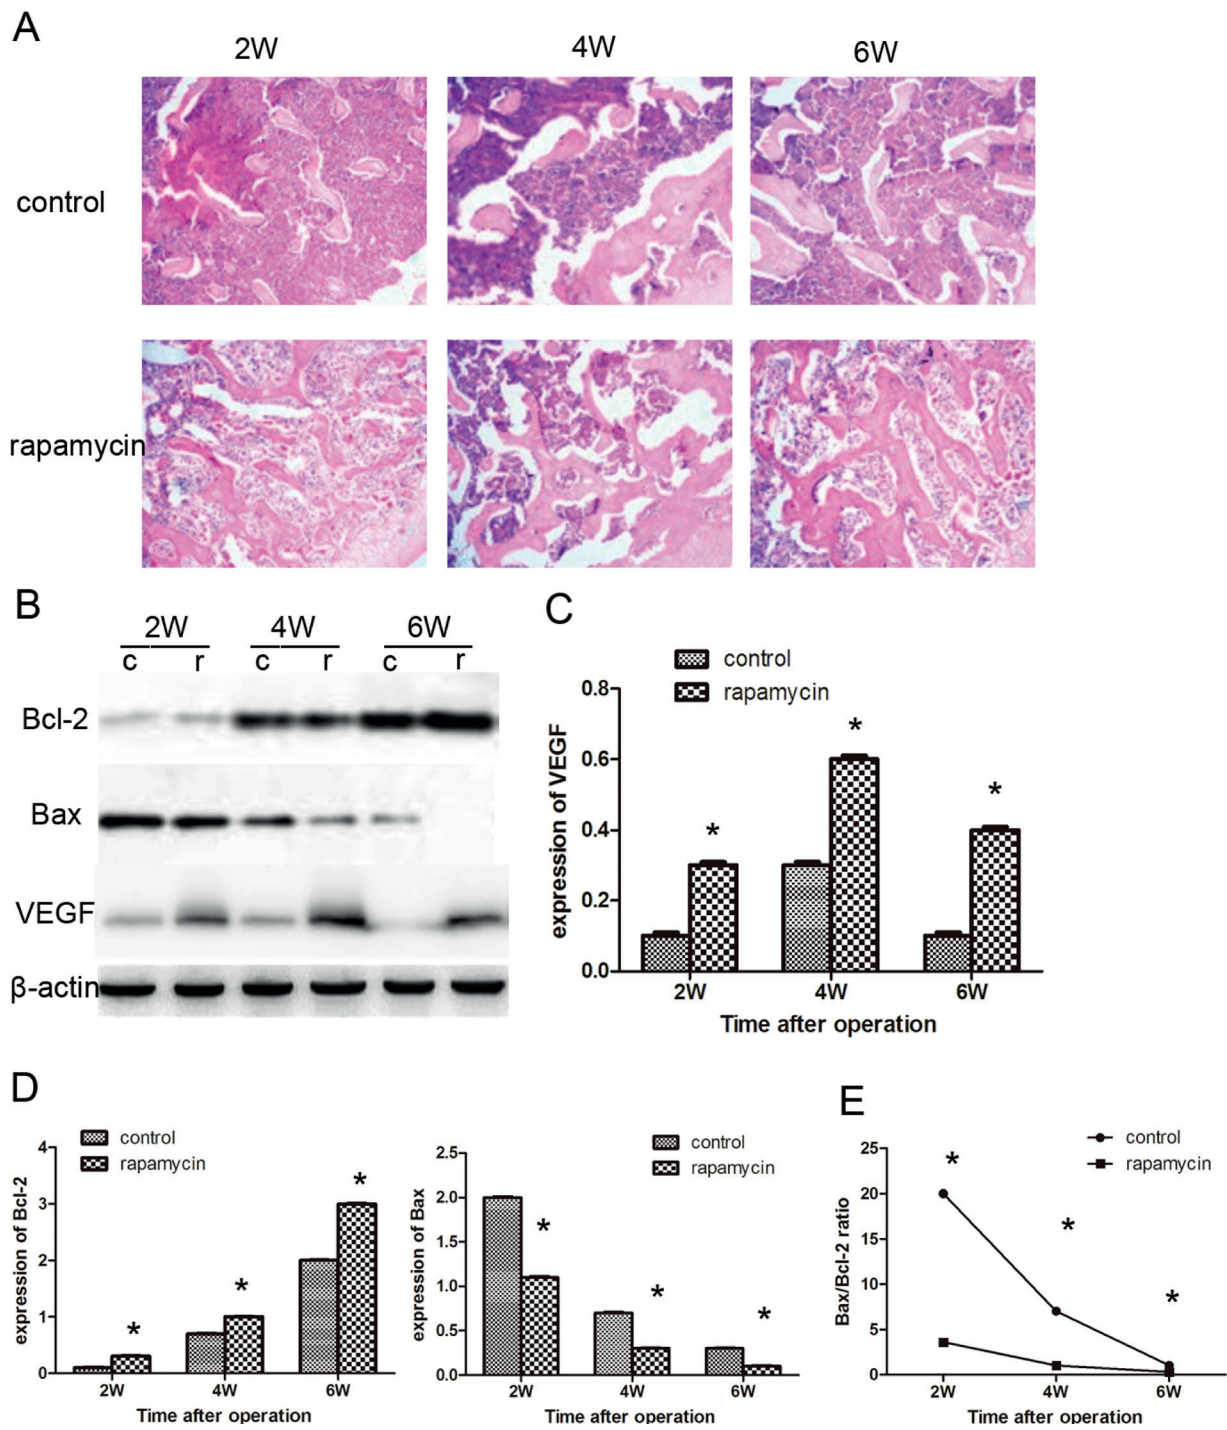 A
2W 4W 6W
control
rapamycin
B
2W 4W 6W
c r c r c r
Bcl-2
Bax
VEGF
β-actin
C
control
rapamycin
expression of VEGF
0.8
0.6
0.4
0.2
0.0
* * *
2W 4W 6W
Time after operation
D
control
rapamycin
expression of Bcl-2
4
3
2
1
0
* * *
2W 4W 6W
Time after operation
control
rapamycin
expression of Bax
2.5
2.0
1.5
1.0
0.5
0.0
* * *
2W 4W 6W
Time after operation
E
control
rapamycin
Bax/Bcl-2 ratio
25
20
15
10
5
0
* * *
2W 4W 6W
Time after operation